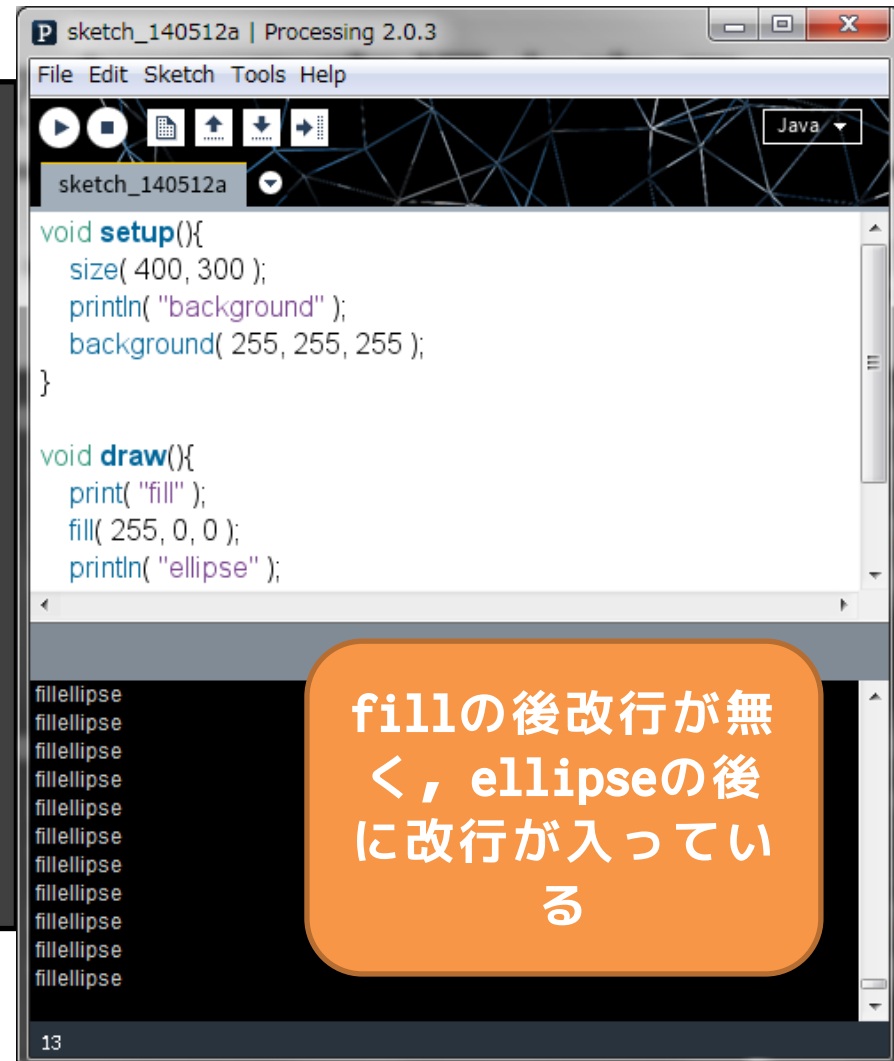 sketch_140512a | Processing 2.0.3
File Edit Sketch Tools Help
Java
sketch_140512a
void setup(){
size( 400, 300 );
println( "background" );
background( 255, 255, 255 );
}
void draw(){
print( "fill" );
fill( 255, 0, 0 );
println( "ellipse" );
fillellipse
fillellipse
fillellipse
fillellipse
fillellipse
fillellipse
fillellipse
fillellipse
fillellipse
fillellipse
fillellipse
fillの後改行が無
く，ellipseの後
に改行が入ってい
る
13